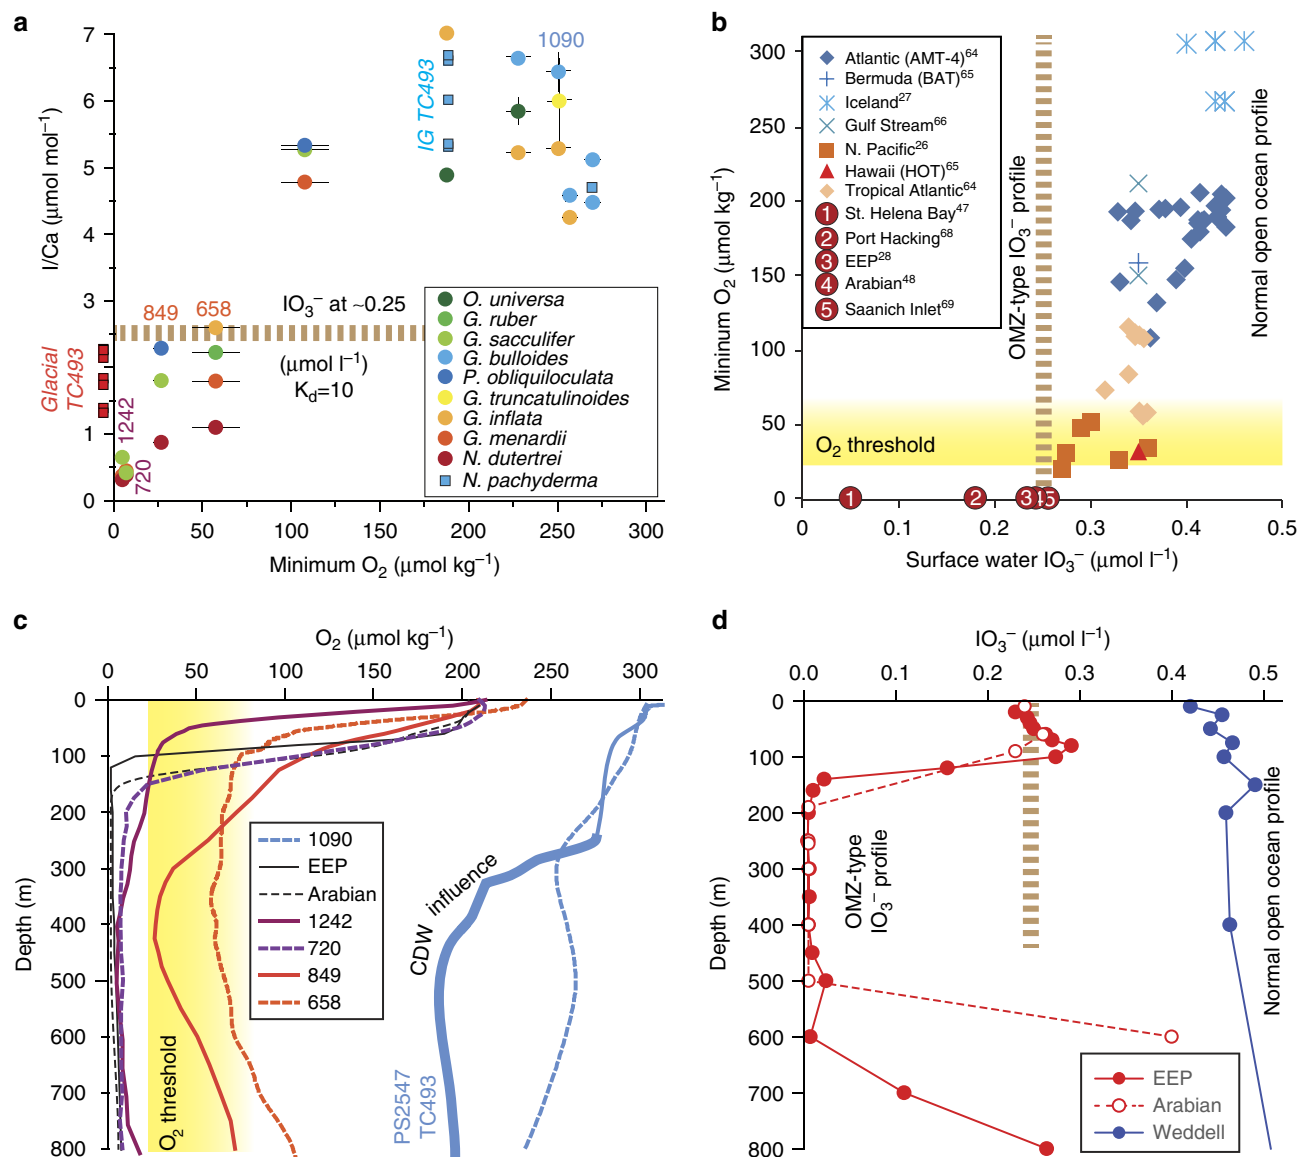 a
7
6
5
4
3
1
0
I/Ca (μmol mol⁻¹)
0
50
100
150
200
250
300
Minimum O₂ (μmol kg⁻¹)
1090
IG TC493
849
658
IO₃⁻ at ~0.25
(μmol l⁻¹)
K_d=10
Glacial
TC493
1242
720
O. universa
G. ruber
G. sacculifer
G. bulloides
P. obliquiloculata
G. truncatulinoides
G. inflata
G. menardii
N. dutertrei
N. pachyderma
b
300
250
200
150
100
50
0
Mininum O₂ (μmol kg⁻¹)
0
0.1
0.2
0.3
0.4
0.5
Surface water IO₃⁻ (μmol l⁻¹)
Atlantic (AMT-4)⁶⁴
Bermuda (BAT)⁶⁵
Iceland²⁷
Gulf Stream⁶⁶
N. Pacific²⁶
Hawaii (HOT)⁶⁵
Tropical Atlantic⁶⁴
1 St. Helena Bay⁴⁷
2 Port Hacking⁶⁸
3 EEP²⁸
4 Arabian⁴⁸
5 Saanich Inlet⁶⁹
OMZ-type IO₃⁻ profile
Normal open ocean profile
O₂ threshold
1
2
3
4
5
c
O₂ (μmol kg⁻¹)
0
50
100
150
200
250
300
0
100
200
300
400
500
600
700
800
Depth (m)
1090
EEP
Arabian
1242
720
849
658
CDW influence
O₂ threshold
PS2547
TC493
d
IO₃⁻ (μmol l⁻¹)
0.0
0.1
0.2
0.3
0.4
0.5
0
100
200
300
400
500
600
700
800
Depth (m)
OMZ-type
IO₃⁻ profile
Normal open ocean profile
EEP
Arabian
Weddell